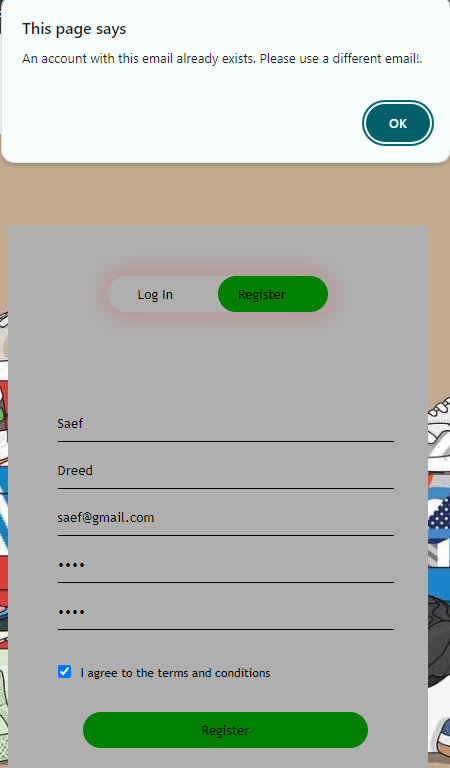 This page says
An account with this email already exists. Please use a different email!.
OK
Log In Register
Saef
Dreed
saef@gmail.com
••••
••••
I agree to the terms and conditions
Register